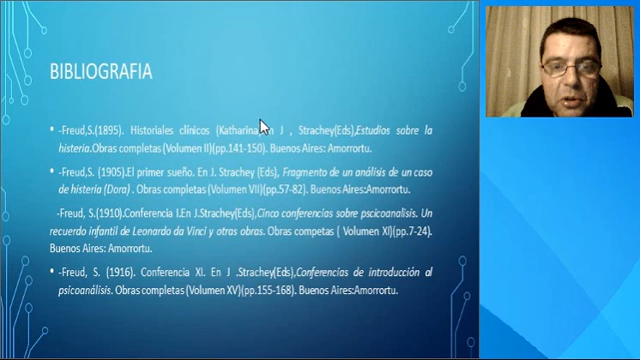 BIBLIOGRAFIA
-Freud,S.(1895). Historiales clínicos (Katharina, J , Strachey(Eds),Estudios sobre la
histeria.Obras completas (Volumen II)(pp.141-150). Buenos Aires: Amorrortu.
-Freud, S. (1905).El primer sueño. En J. Strachey (Eds), Fragmento de un análisis de un caso
de histeria (Dora) . Obras completas (Volumen VII)(pp.57-82). Buenos Aires:Amorrortu.
-Freud, S.(1910).Conferencia I.En J.Strachey(Eds),Cinco conferencias sobre pscicoanalisis. Un
recuerdo infantil de Leonardo da Vinci y otras obras. Obras competas ( Volumen XI)(pp.7-24).
Buenos Aires: Amorrortu.
-Freud, S. (1916). Conferencia XI. En J .Strachey(Eds),Conferencias de introducción al
psicoanálisis. Obras completas (Volumen XV)(pp.155-168). Buenos Aires:Amorrortu.